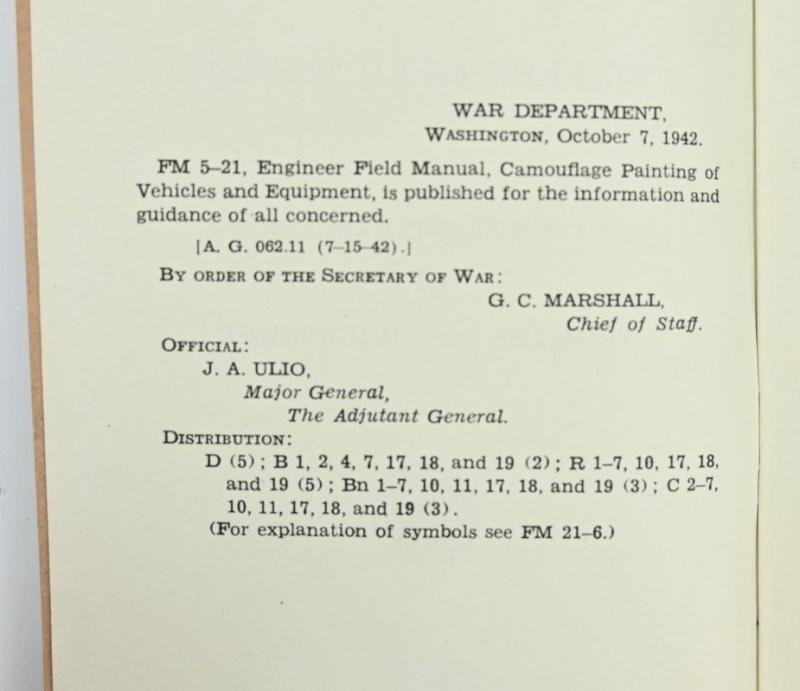 WAR DEPARTMENT,
WASHINGTON, October 7, 1942.
FM 5–21, Engineer Field Manual, Camouflage Painting of
Vehicles and Equipment, is published for the information and
guidance of all concerned.
[A. G. 062.11 (7–15–42).]
BY ORDER OF THE SECRETARY OF WAR:
G. C. MARSHALL,
Chief of Staff.
OFFICIAL:
J. A. ULIO,
Major General,
The Adjutant General.
DISTRIBUTION:
D (5); B 1, 2, 4, 7, 17, 18, and 19 (2); R 1–7, 10, 17, 18,
and 19 (5); Bn 1–7, 10, 11, 17, 18, and 19 (3); C 2–7,
10, 11, 17, 18, and 19 (3).
(For explanation of symbols see FM 21–6.)